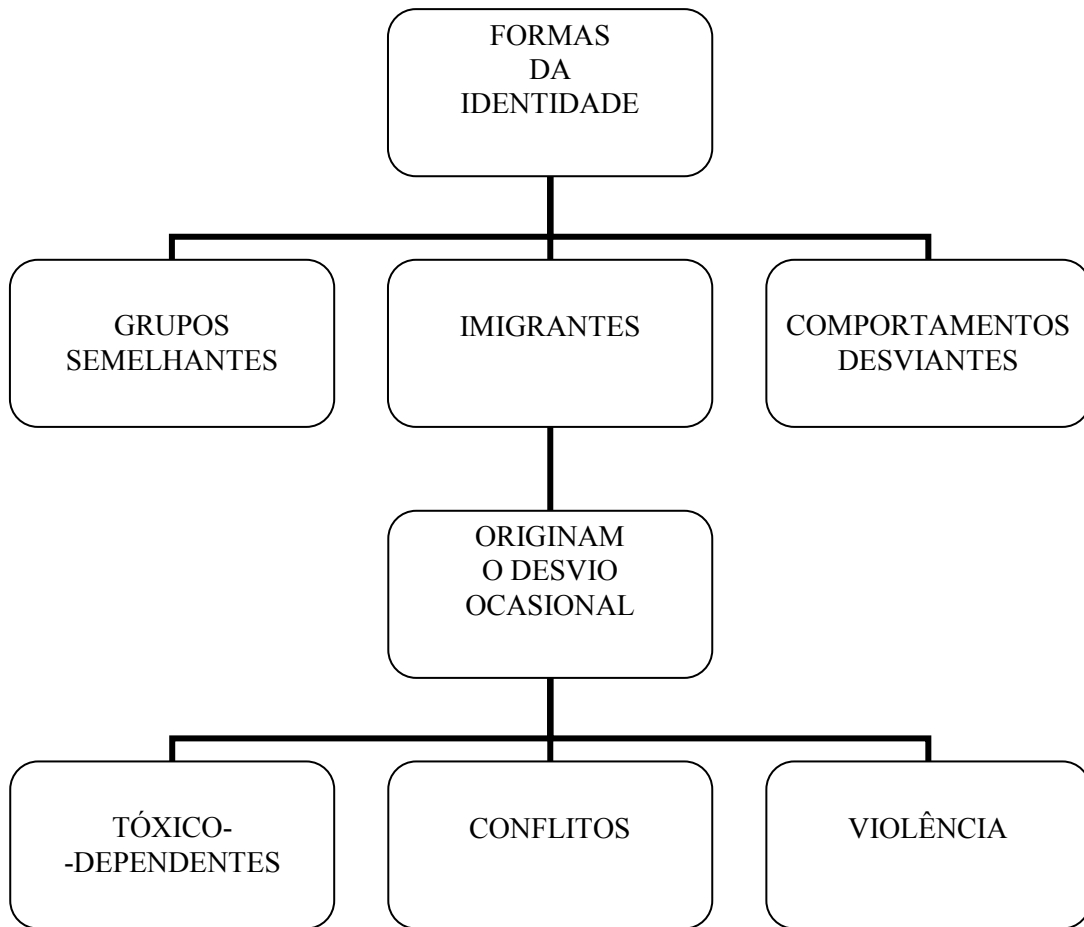 FORMAS
DA
IDENTIDADE
GRUPOS
SEMELHANTES
IMIGRANTES
COMPORTAMENTOS
DESVIANTES
ORIGINAM
O DESVIO
OCASIONAL
TÓXICO-
-DEPENDENTES
CONFLITOS
VIOLÊNCIA